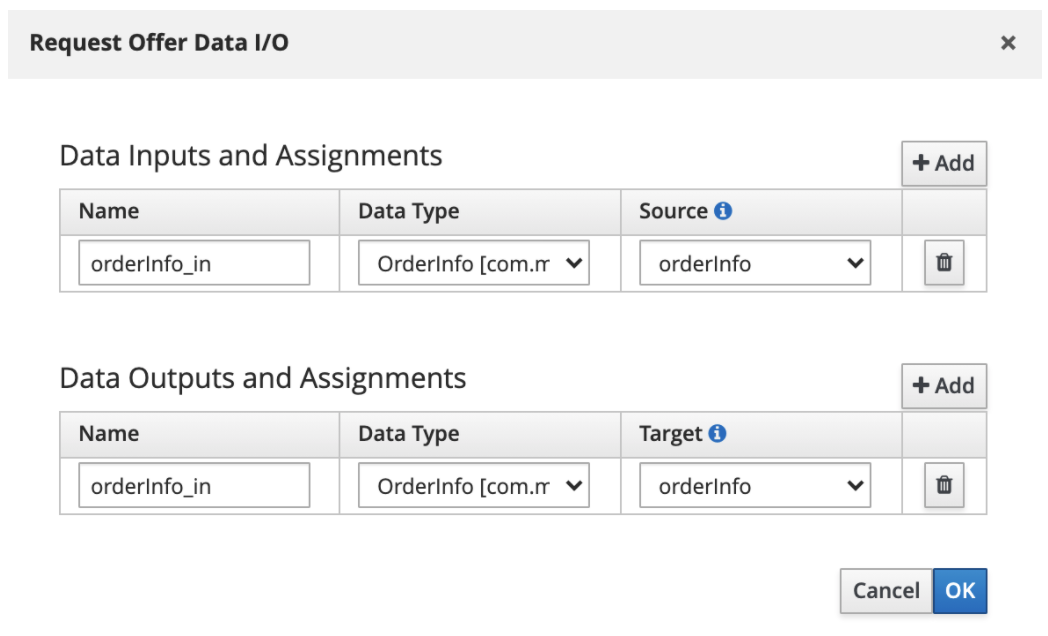 Request Offer Data I/O ×
Data Inputs and Assignments + Add
Name Data Type Source
orderInfo_in OrderInfo [com.m orderInfo
Data Outputs and Assignments + Add
Name Data Type Target
orderInfo_in OrderInfo [com.m orderInfo
Cancel OK